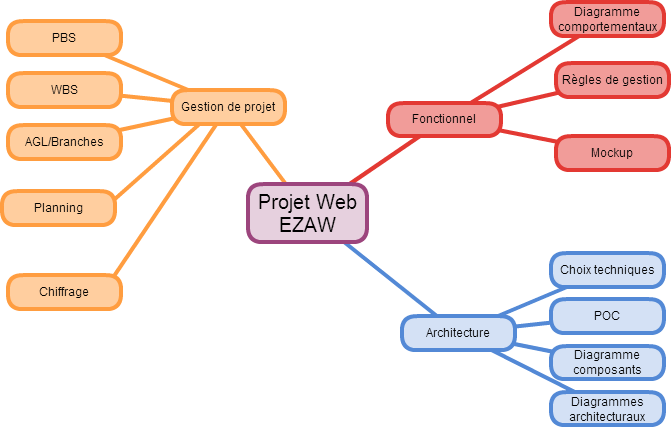 PBS
WBS
AGL/Branches
Planning
Chiffrage
Gestion de projet
Projet Web
EZAW
Fonctionnel
Diagramme
comportementaux
Règles de gestion
Mockup
Architecture
Choix techniques
POC
Diagramme
composants
Diagrammes
architecturaux